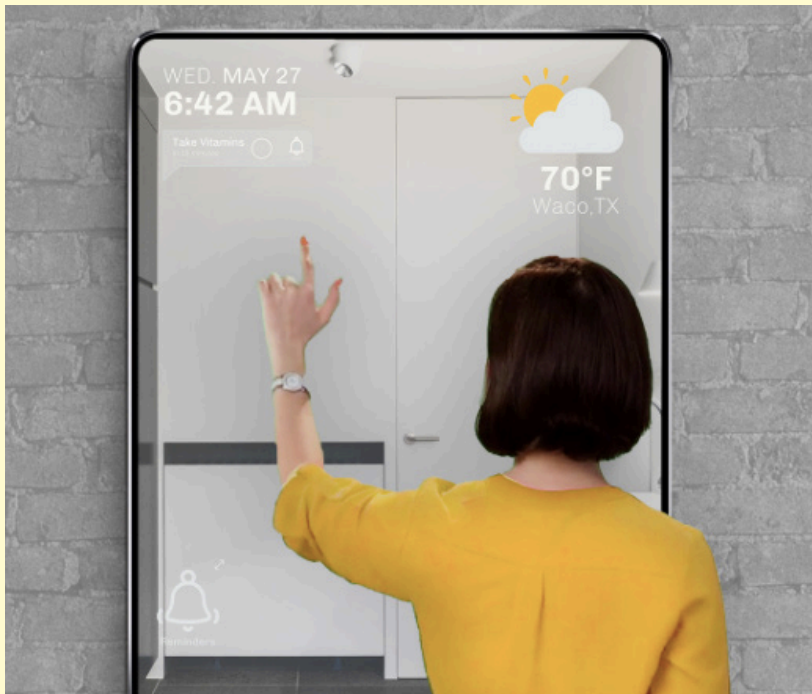 WED. MAY 27
6:42 AM
Take Vitamins
70°F
Waco,TX
Reminders